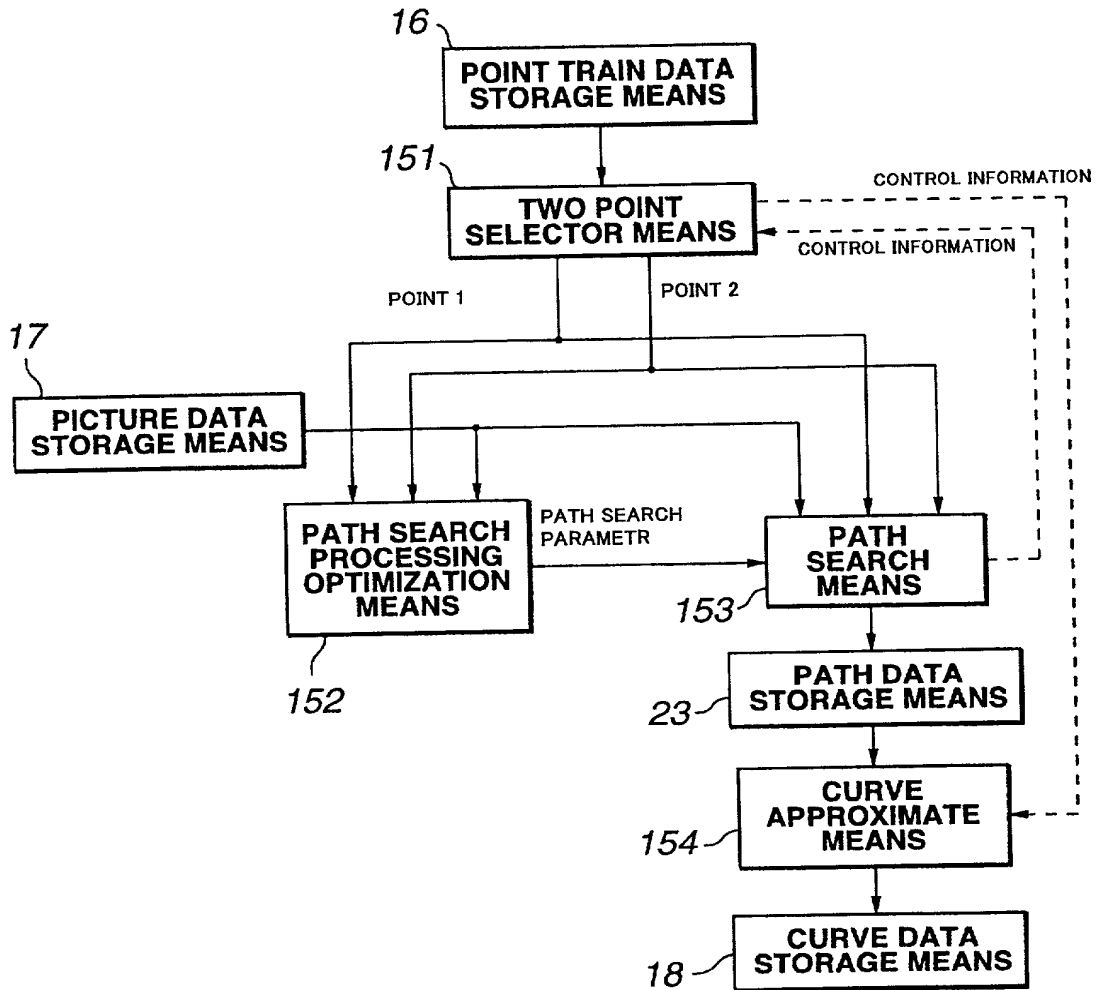 16
POINT TRAIN DATA
STORAGE MEANS
151
TWO POINT
SELECTOR MEANS
CONTROL INFORMATION
CONTROL INFORMATION
POINT 1
POINT 2
17
PICTURE DATA
STORAGE MEANS
PATH SEARCH
PROCESSING
OPTIMIZATION
MEANS
152
PATH SEARCH
PARAMETR
PATH
SEARCH
MEANS
153
PATH DATA
STORAGE MEANS
23
CURVE
APPROXIMATE
MEANS
154
CURVE DATA
STORAGE MEANS
18